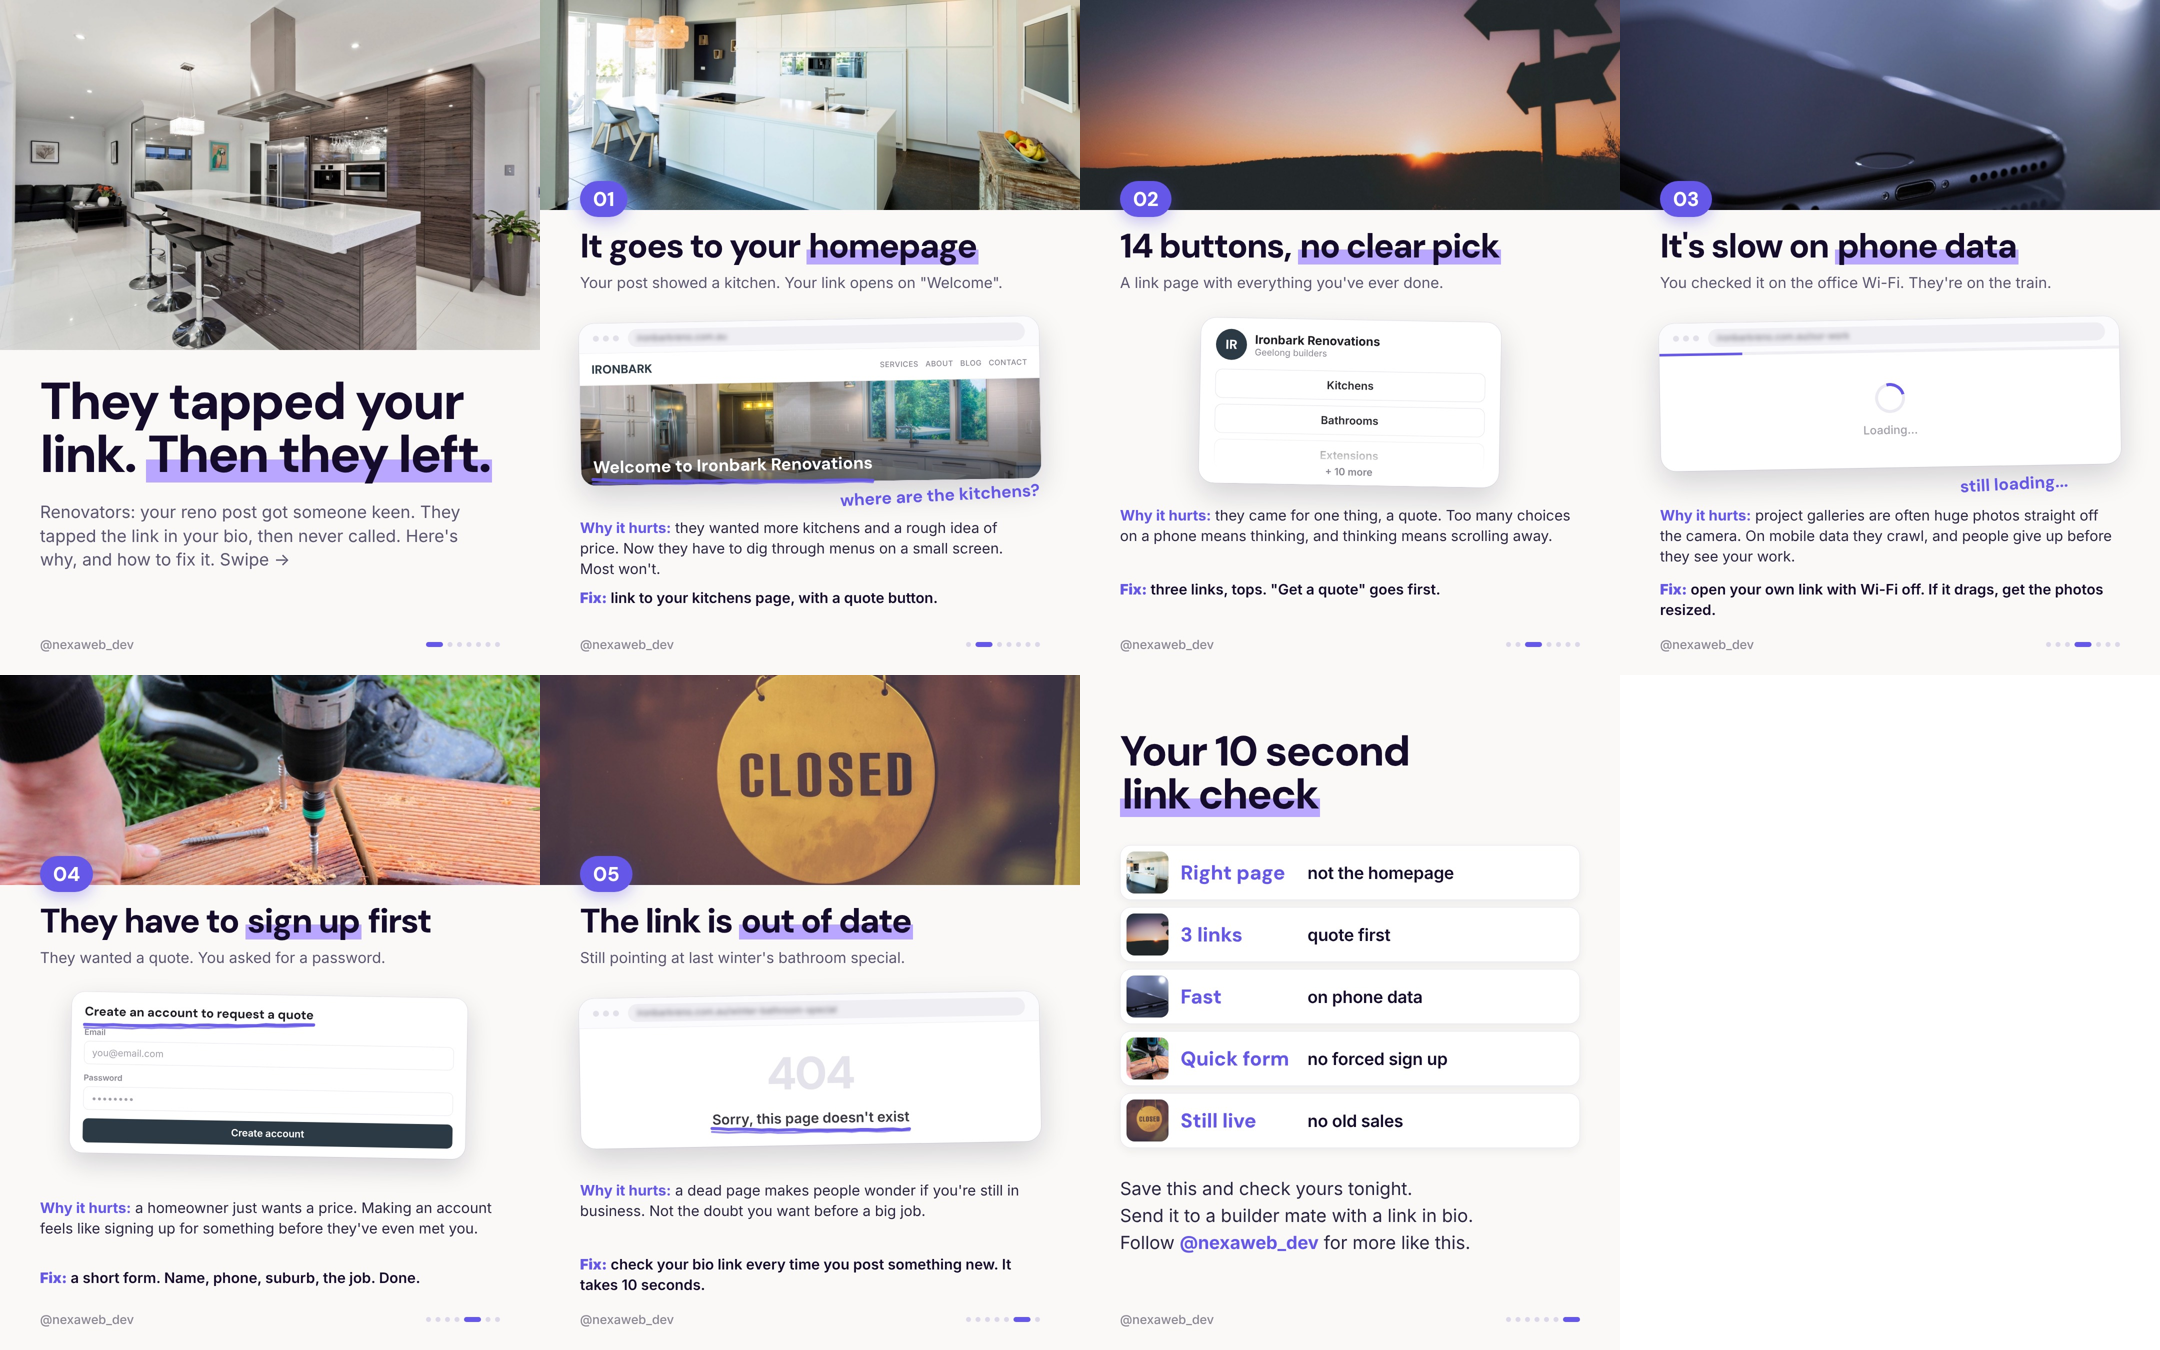 They tapped your
link. Then they left.
Renovators: your reno post got someone keen. They
tapped the link in your bio, then never called. Here's
why, and how to fix it. Swipe →
@nexaweb_dev
01
It goes to your homepage
Your post showed a kitchen. Your link opens on "Welcome".
IRONBARK
SERVICES ABOUT BLOG CONTACT
Welcome to Ironbark Renovations
where are the kitchens?
Why it hurts: they wanted more kitchens and a rough idea of
price. Now they have to dig through menus on a small screen.
Most won't.
Fix: link to your kitchens page, with a quote button.
@nexaweb_dev
02
14 buttons, no clear pick
A link page with everything you've ever done.
IR
Ironbark Renovations
Geelong builders
Kitchens
Bathrooms
Extensions
+ 10 more
Why it hurts: they came for one thing, a quote. Too many choices
on a phone means thinking, and thinking means scrolling away.
Fix: three links, tops. "Get a quote" goes first.
@nexaweb_dev
03
It's slow on phone data
You checked it on the office Wi-Fi. They're on the train.
Loading...
still loading...
Why it hurts: project galleries are often huge photos straight off
the camera. On mobile data they crawl, and people give up before
they see your work.
Fix: open your own link with Wi-Fi off. If it drags, get the photos
resized.
@nexaweb_dev
04
They have to sign up first
They wanted a quote. You asked for a password.
Create an account to request a quote
Email
you@email.com
Password
••••••••
Create account
Why it hurts: a homeowner just wants a price. Making an account
feels like signing up for something before they've even met you.
Fix: a short form. Name, phone, suburb, the job. Done.
@nexaweb_dev
CLOSED
05
The link is out of date
Still pointing at last winter's bathroom special.
404
Sorry, this page doesn't exist
Why it hurts: a dead page makes people wonder if you're still in
business. Not the doubt you want before a big job.
Fix: check your bio link every time you post something new. It
takes 10 seconds.
@nexaweb_dev
Your 10 second
link check
Right page not the homepage
3 links quote first
Fast on phone data
Quick form no forced sign up
CLOSED
Still live no old sales
Save this and check yours tonight.
Send it to a builder mate with a link in bio.
Follow @nexaweb_dev for more like this.
@nexaweb_dev